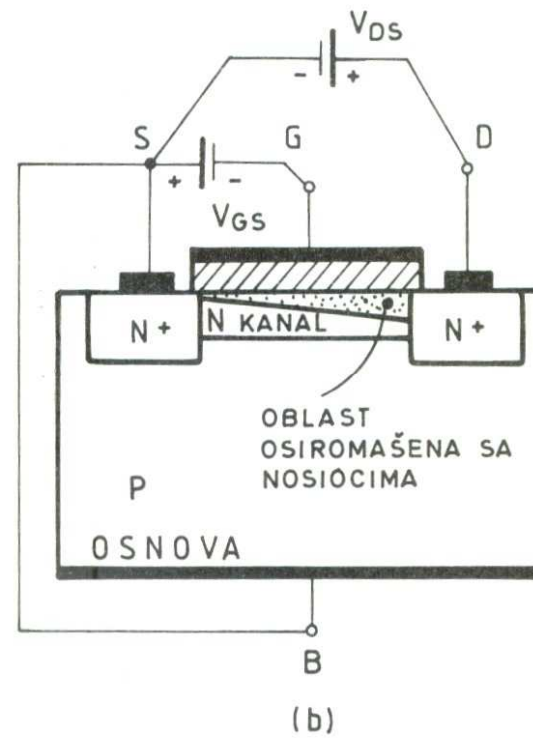 VDS
- +
S
G
D
+ -
VGS
N+
N KANAL
N+
OBLAST
OSIROMAŠENA SA
NOSIOCIMA
P
OSNOVA
B
(b)